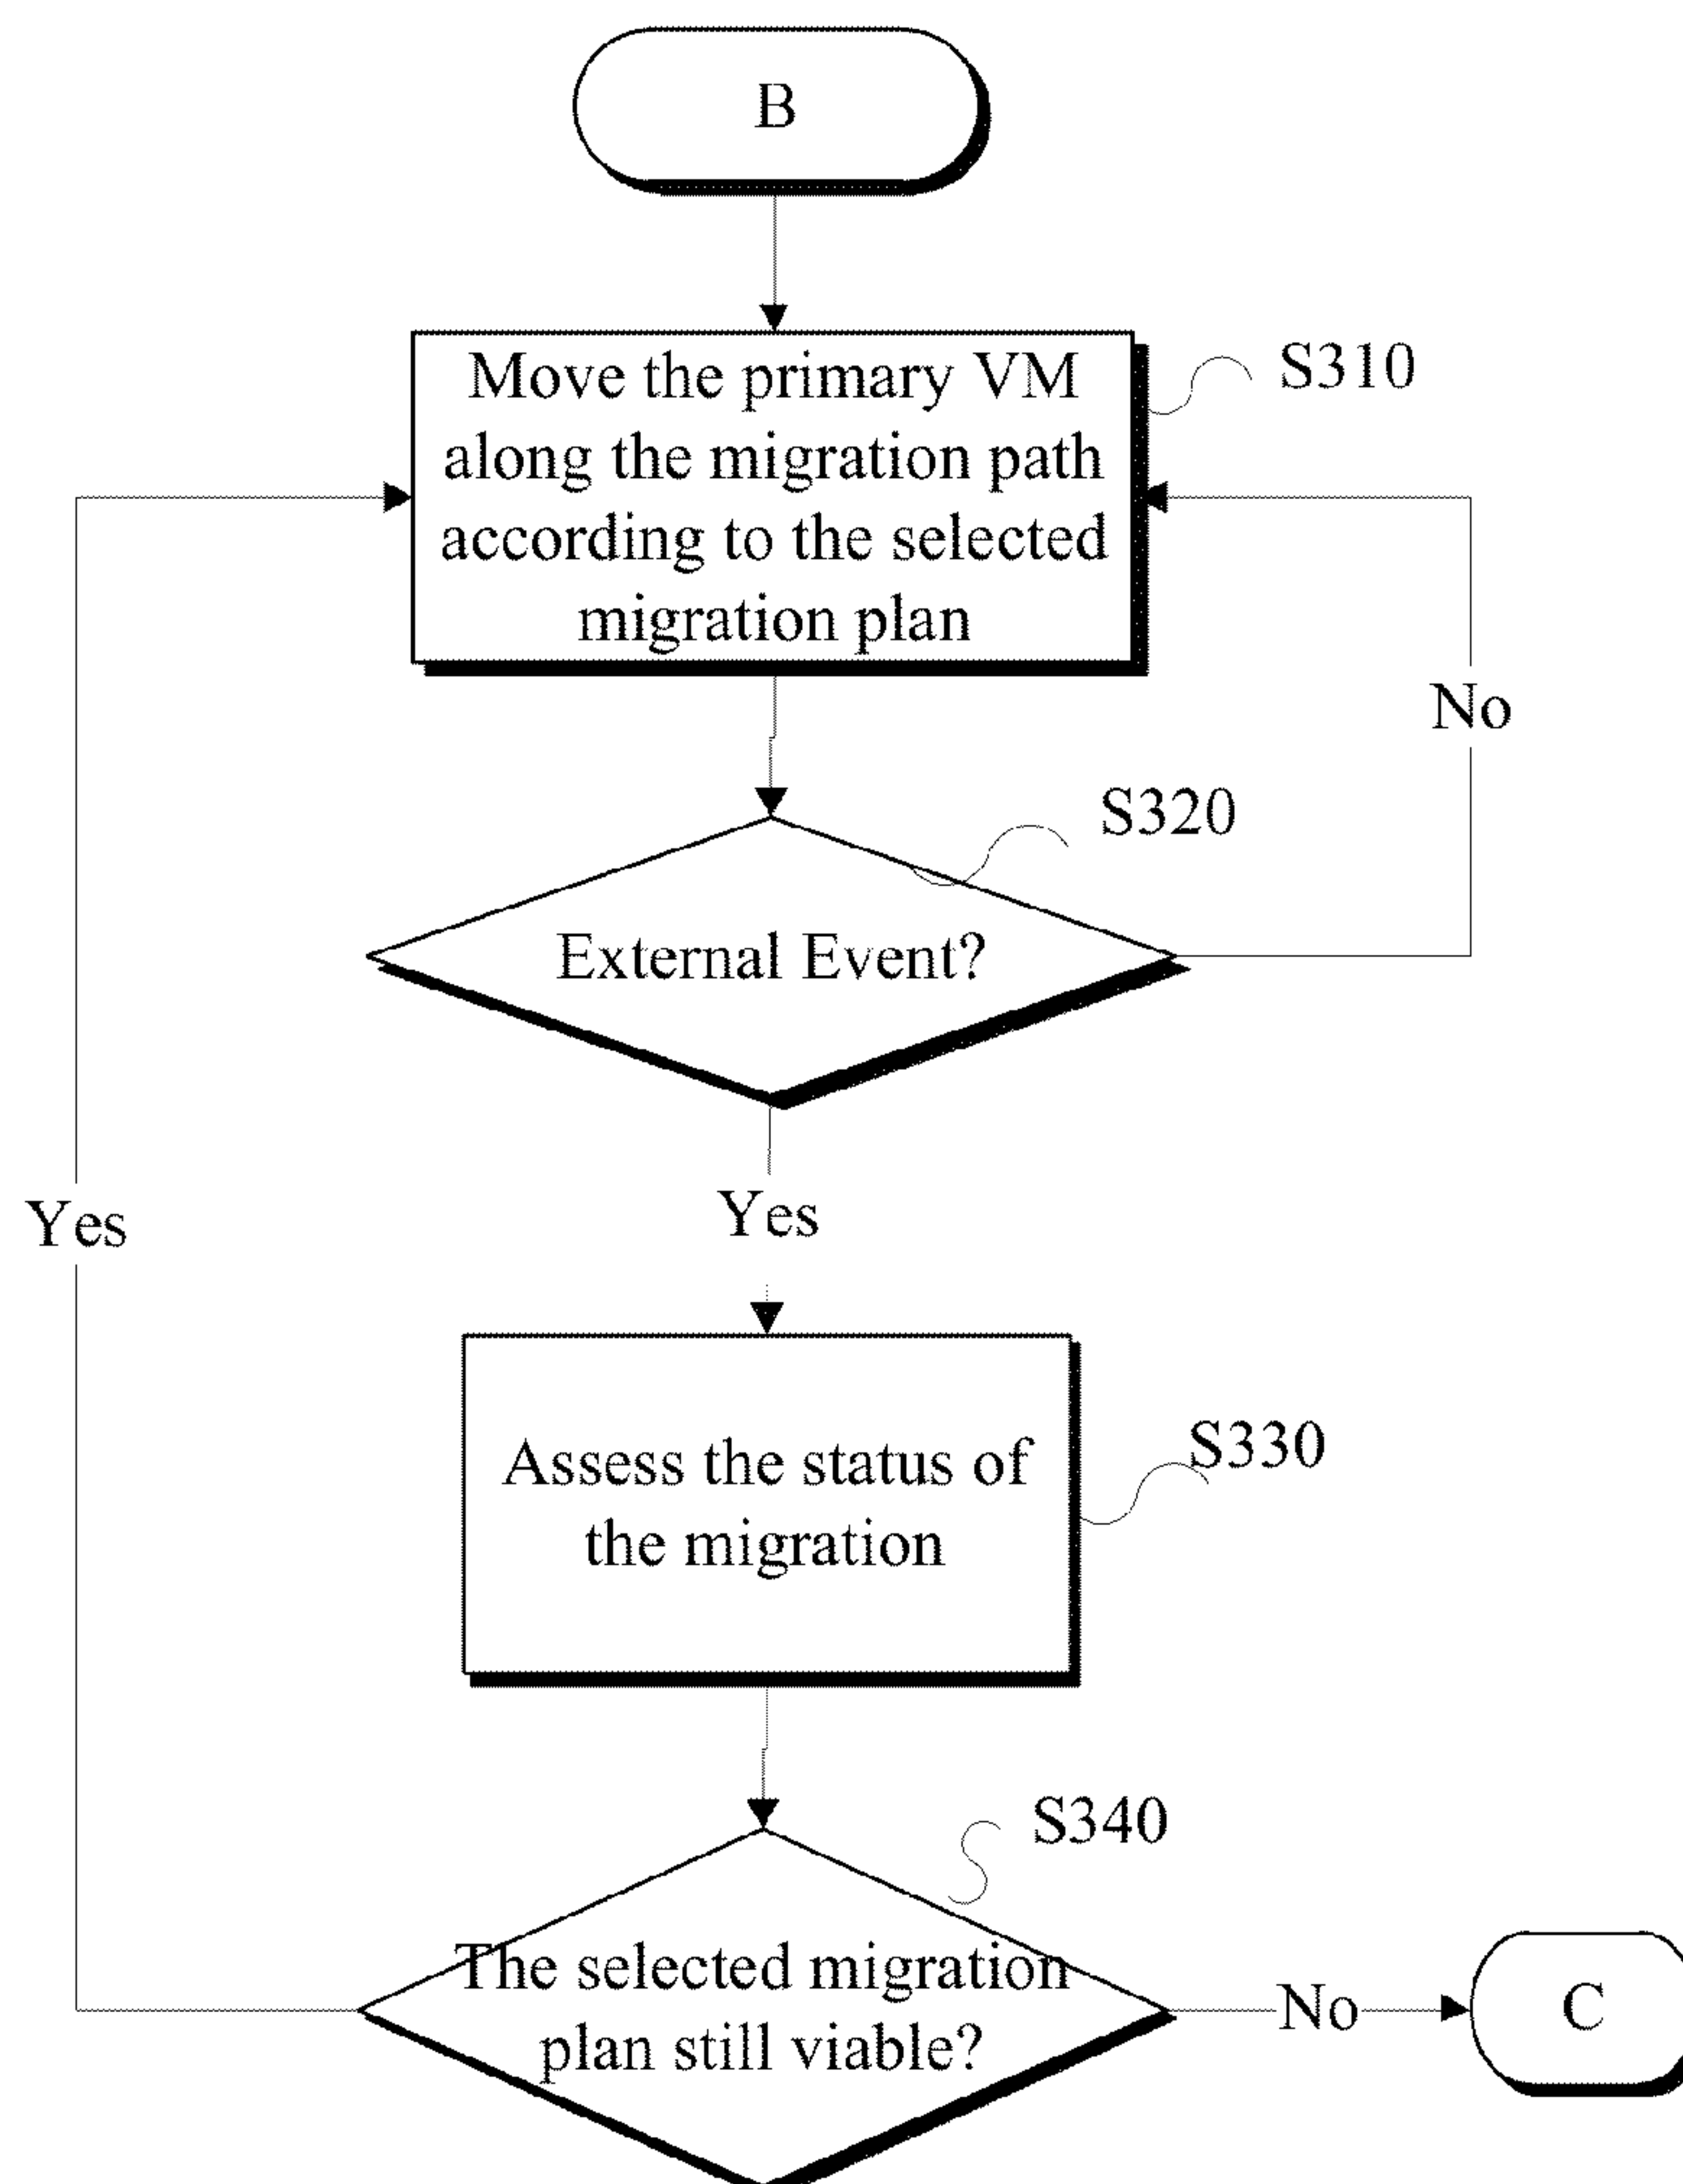 B
Move the primary VM
along the migration path
according to the selected
migration plan
S310
No
S320
External Event?
Yes
Yes
Assess the status of
the migration
S330
S340
The selected migration
plan still viable?
No
C